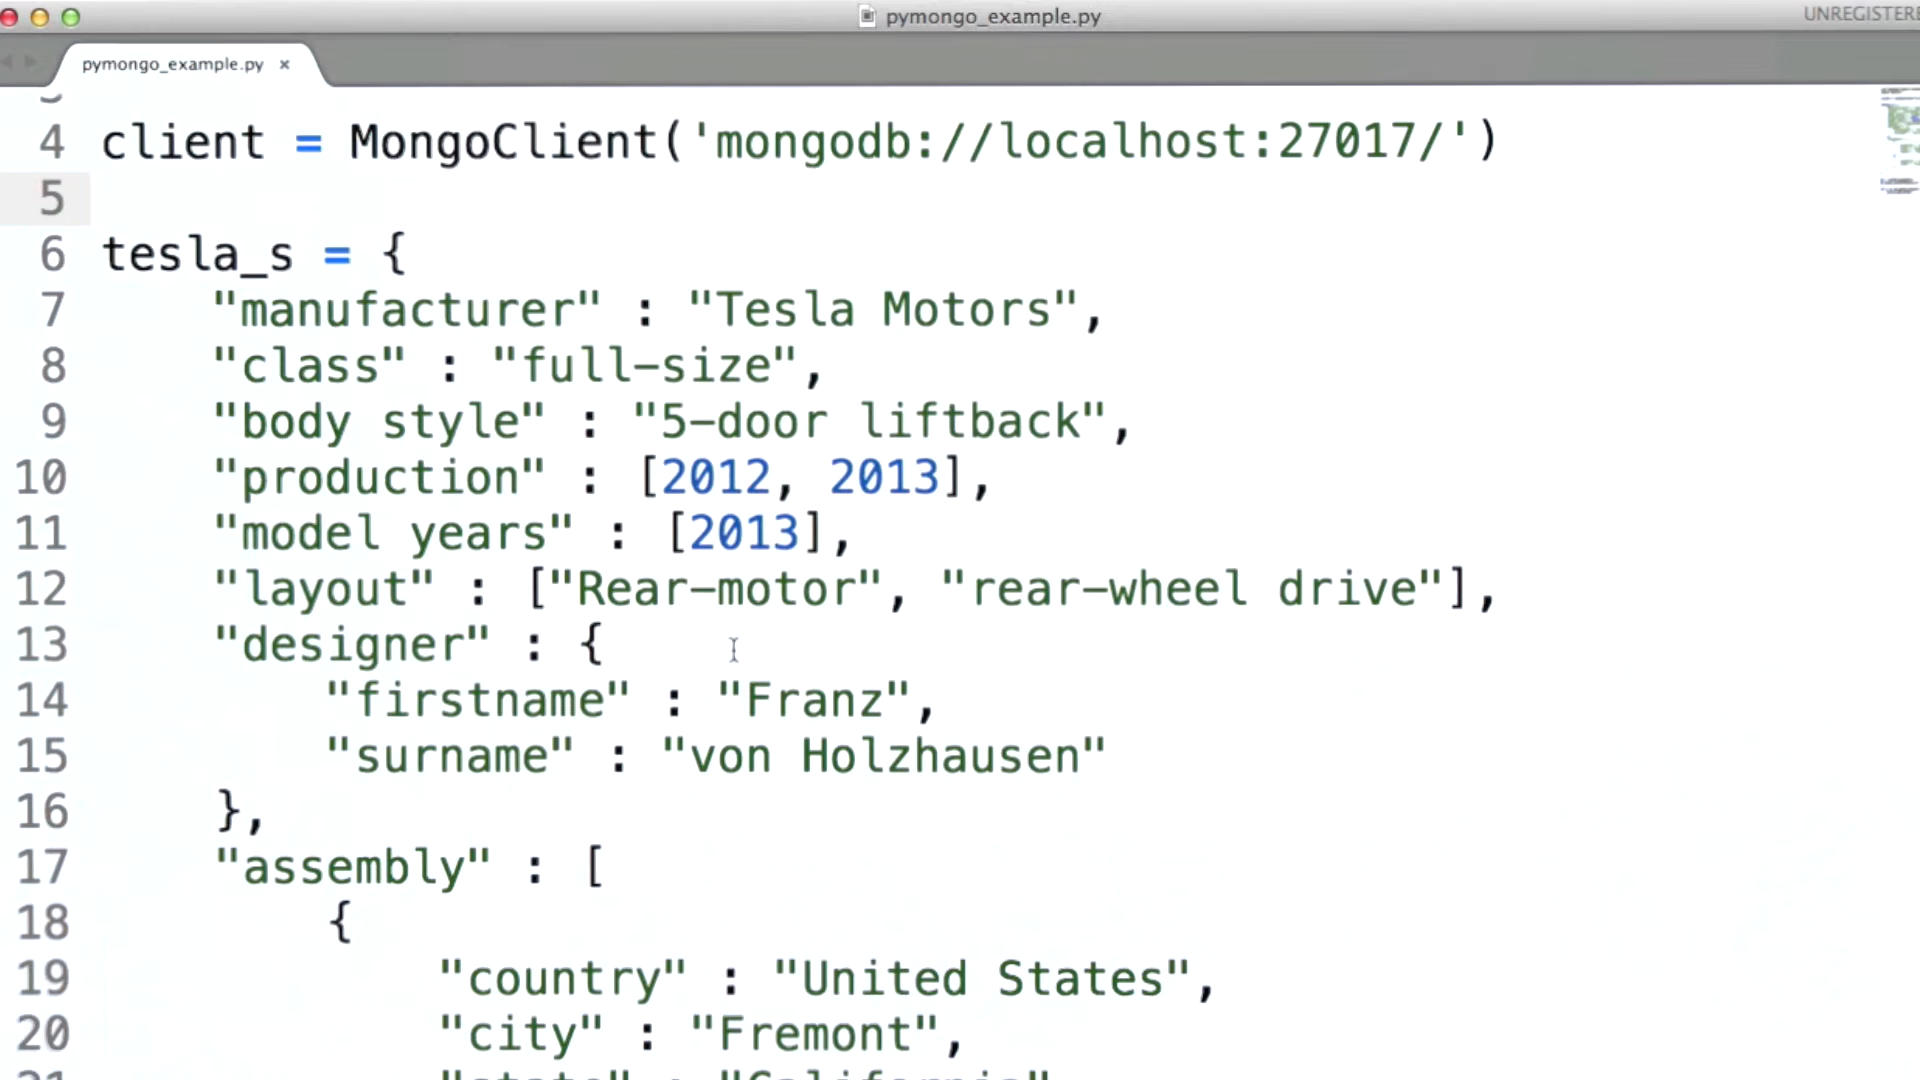 pymongo_example.py
UNREGISTERE
pymongo_example.py ×
4 client = MongoClient('mongodb://localhost:27017/')
5
6 tesla_s = {
7 "manufacturer" : "Tesla Motors",
8 "class" : "full-size",
9 "body style" : "5-door liftback",
10 "production" : [2012, 2013],
11 "model years" : [2013],
12 "layout" : ["Rear-motor", "rear-wheel drive"],
13 "designer" : {
14 "firstname" : "Franz",
15 "surname" : "von Holzhausen"
16 },
17 "assembly" : [
18 {
19 "country" : "United States",
20 "city" : "Fremont",
21 "state" : "California"